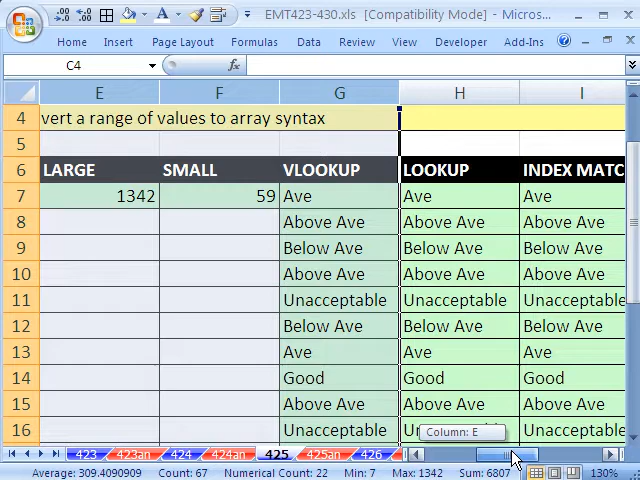 EMT423-430.xls [Compatibility Mode] - Micros...
Home Insert Page Layout Formulas Data Review View Developer Add-Ins
C4 fx
E F G H I
4 vert a range of values to array syntax
5
6 LARGE SMALL VLOOKUP LOOKUP INDEX MATC
7 1342 59 Ave Ave Ave
8 Above Ave Above Ave Above Ave
9 Below Ave Below Ave Below Ave
10 Above Ave Above Ave Above Ave
11 Unacceptable Unacceptable Unacceptable
12 Below Ave Below Ave Below Ave
13 Ave Ave Ave
14 Good Good Good
15 Above Ave Above Ave Above Ave
16 Unacceptable Un Unacceptable
Column: E
423 423an 424 424an 425 425an 426
Average: 309.4090909 Count: 67 Numerical Count: 22 Min: 7 Max: 1342 Sum: 6807 130%